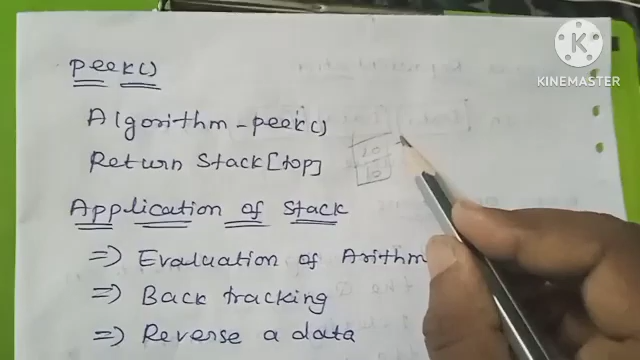 peek()
Algorithm-peek()
Return Stack[top]
20
10
Application of Stack
=) Evaluation of Arithm
=) Back tracking
=) Reverse a data
K
KINEMASTER